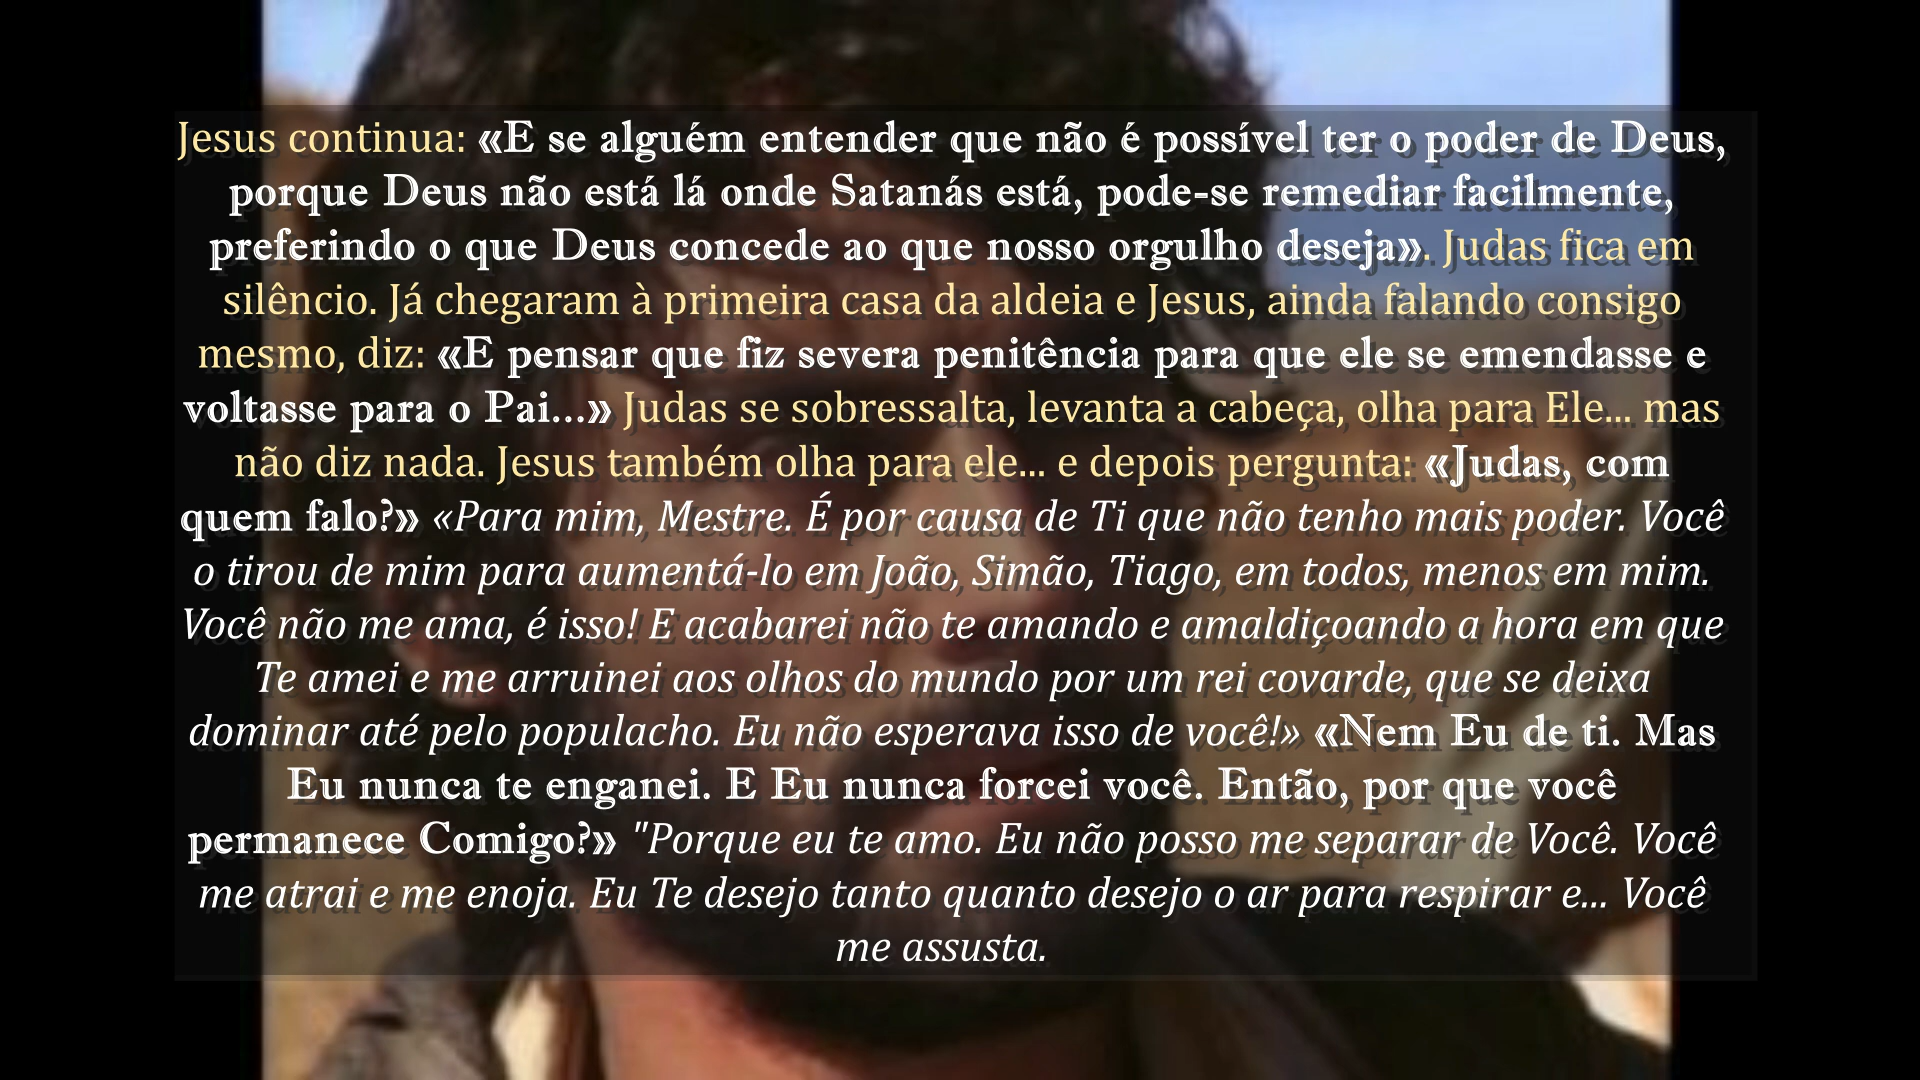 Jesus continua: «E se alguém entender que não é possível ter o poder de Deus,
porque Deus não está lá onde Satanás está, pode-se remediar facilmente,
preferindo o que Deus concede ao que nosso orgulho deseja». Judas fica em
silêncio. Já chegaram à primeira casa da aldeia e Jesus, ainda falando consigo
mesmo, diz: «E pensar que fiz severa penitência para que ele se emendasse e
voltasse para o Pai...» Judas se sobressalta, levanta a cabeça, olha para Ele... mas
não diz nada. Jesus também olha para ele... e depois pergunta: «Judas, com
quem falo?» «Para mim, Mestre. É por causa de Ti que não tenho mais poder. Você
o tirou de mim para aumentá-lo em João, Simão, Tiago, em todos, menos em mim.
Você não me ama, é isso! E acabarei não te amando e amaldiçoando a hora em que
Te amei e me arruinei aos olhos do mundo por um rei covarde, que se deixa
dominar até pelo populacho. Eu não esperava isso de você!» «Nem Eu de ti. Mas
Eu nunca te enganei. E Eu nunca forcei você. Então, por que você
permanece Comigo?» "Porque eu te amo. Eu não posso me separar de Você. Você
me atrai e me enoja. Eu Te desejo tanto quanto desejo o ar para respirar e... Você
me assusta.